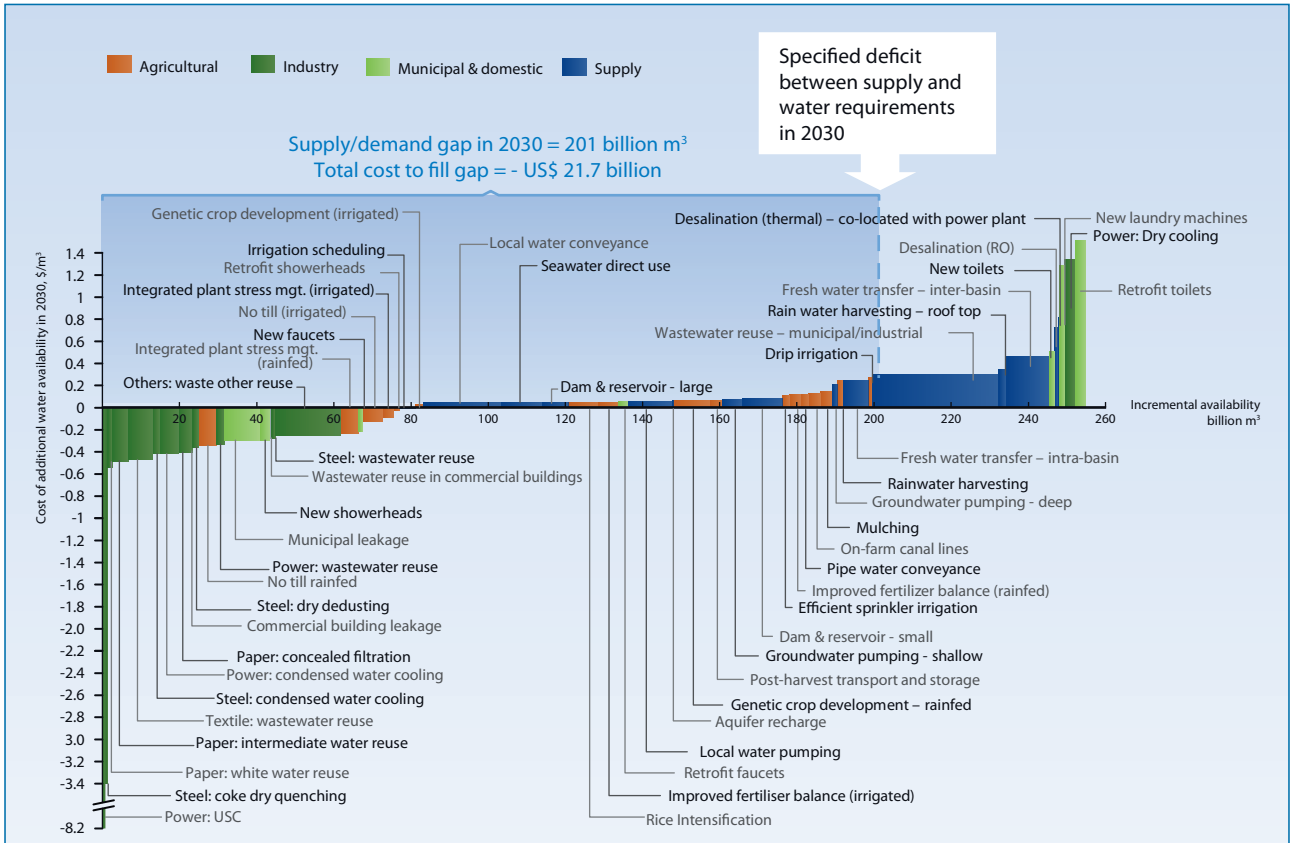 Agricultural
Industry
Municipal & domestic
Supply
Specified deficit
between supply and
water requirements
in 2030
Supply/demand gap in 2030 = 201 billion m³
Total cost to fill gap = - US$ 21.7 billion
Genetic crop development (irrigated)
Irrigation scheduling
Retrofit showerheads
Integrated plant stress mgt. (irrigated)
No till (irrigated)
New faucets
Integrated plant stress mgt.
(rainfed)
Others: waste other reuse
Local water conveyance
Seawater direct use
Dam & reservoir - large
Desalination (thermal) – co-located with power plant
New laundry machines
Power: Dry cooling
Desalination (RO)
New toilets
Fresh water transfer – inter-basin
Retrofit toilets
Rain water harvesting – roof top
Wastewater reuse – municipal/industrial
Drip irrigation
Cost of additional water availability in 2030, $/m³
1.4
1.2
1
0.8
0.6
0.4
0.2
0
-0.2
-0.4
-0.6
-0.8
-1
-1.2
-1.4
-1.6
-1.8
-2.0
-2.2
-2.4
-2.6
-2.8
3.0
-3.2
-3.4
-8.2
20
40
60
80
100
120
140
160
180
200
220
240
260
Incremental availability
billion m³
Steel: wastewater reuse
Wastewater reuse in commercial buildings
New showerheads
Municipal leakage
Power: wastewater reuse
No till rainfed
Steel: dry dedusting
Commercial building leakage
Paper: concealed filtration
Power: condensed water cooling
Steel: condensed water cooling
Textile: wastewater reuse
Paper: intermediate water reuse
Paper: white water reuse
Steel: coke dry quenching
Power: USC
Fresh water transfer – intra-basin
Rainwater harvesting
Groundwater pumping - deep
Mulching
On-farm canal lines
Pipe water conveyance
Improved fertilizer balance (rainfed)
Efficient sprinkler irrigation
Dam & reservoir - small
Groundwater pumping - shallow
Post-harvest transport and storage
Genetic crop development – rainfed
Aquifer recharge
Local water pumping
Retrofit faucets
Improved fertiliser balance (irrigated)
Rice Intensification